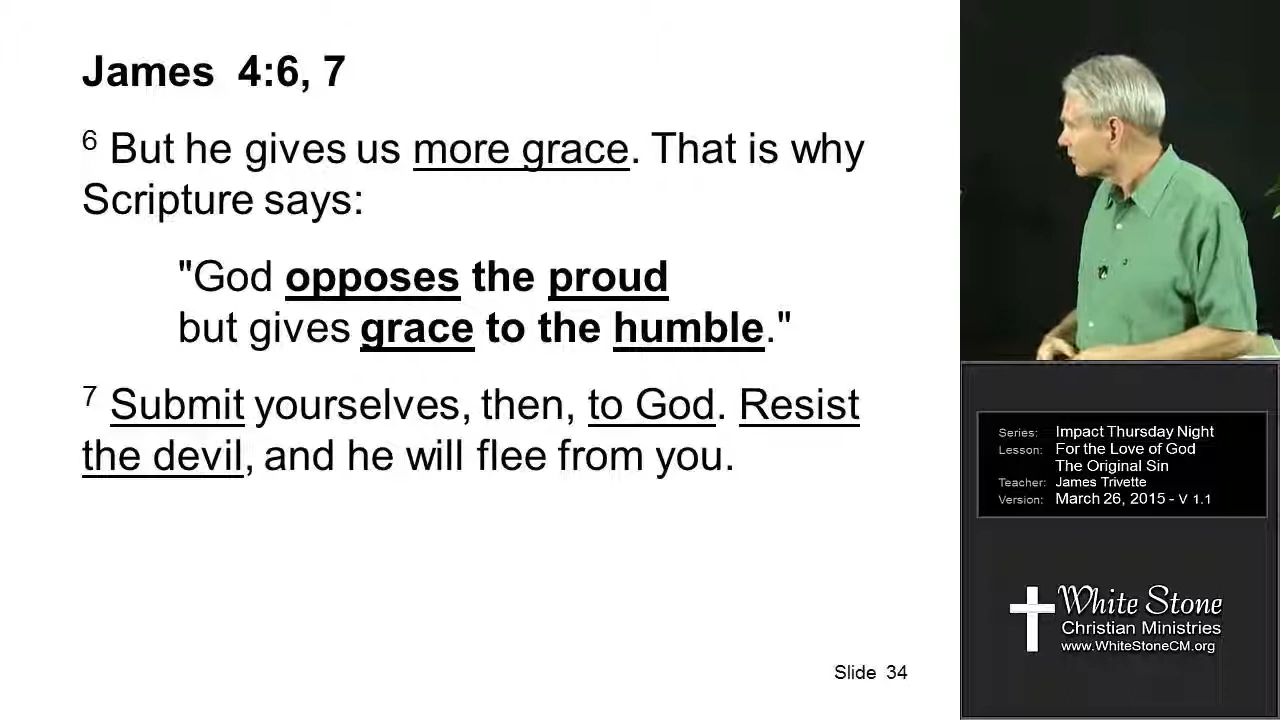 James 4:6, 7
6 But he gives us more grace. That is why
Scripture says:
"God opposes the proud
but gives grace to the humble."
7 Submit yourselves, then, to God. Resist
the devil, and he will flee from you.
Slide 34
Series: Impact Thursday Night
Lesson: For the Love of God
The Original Sin
Teacher: James Trivette
Version: March 26, 2015 - V 1.1
White Stone
Christian Ministries
www.WhiteStoneCM.org